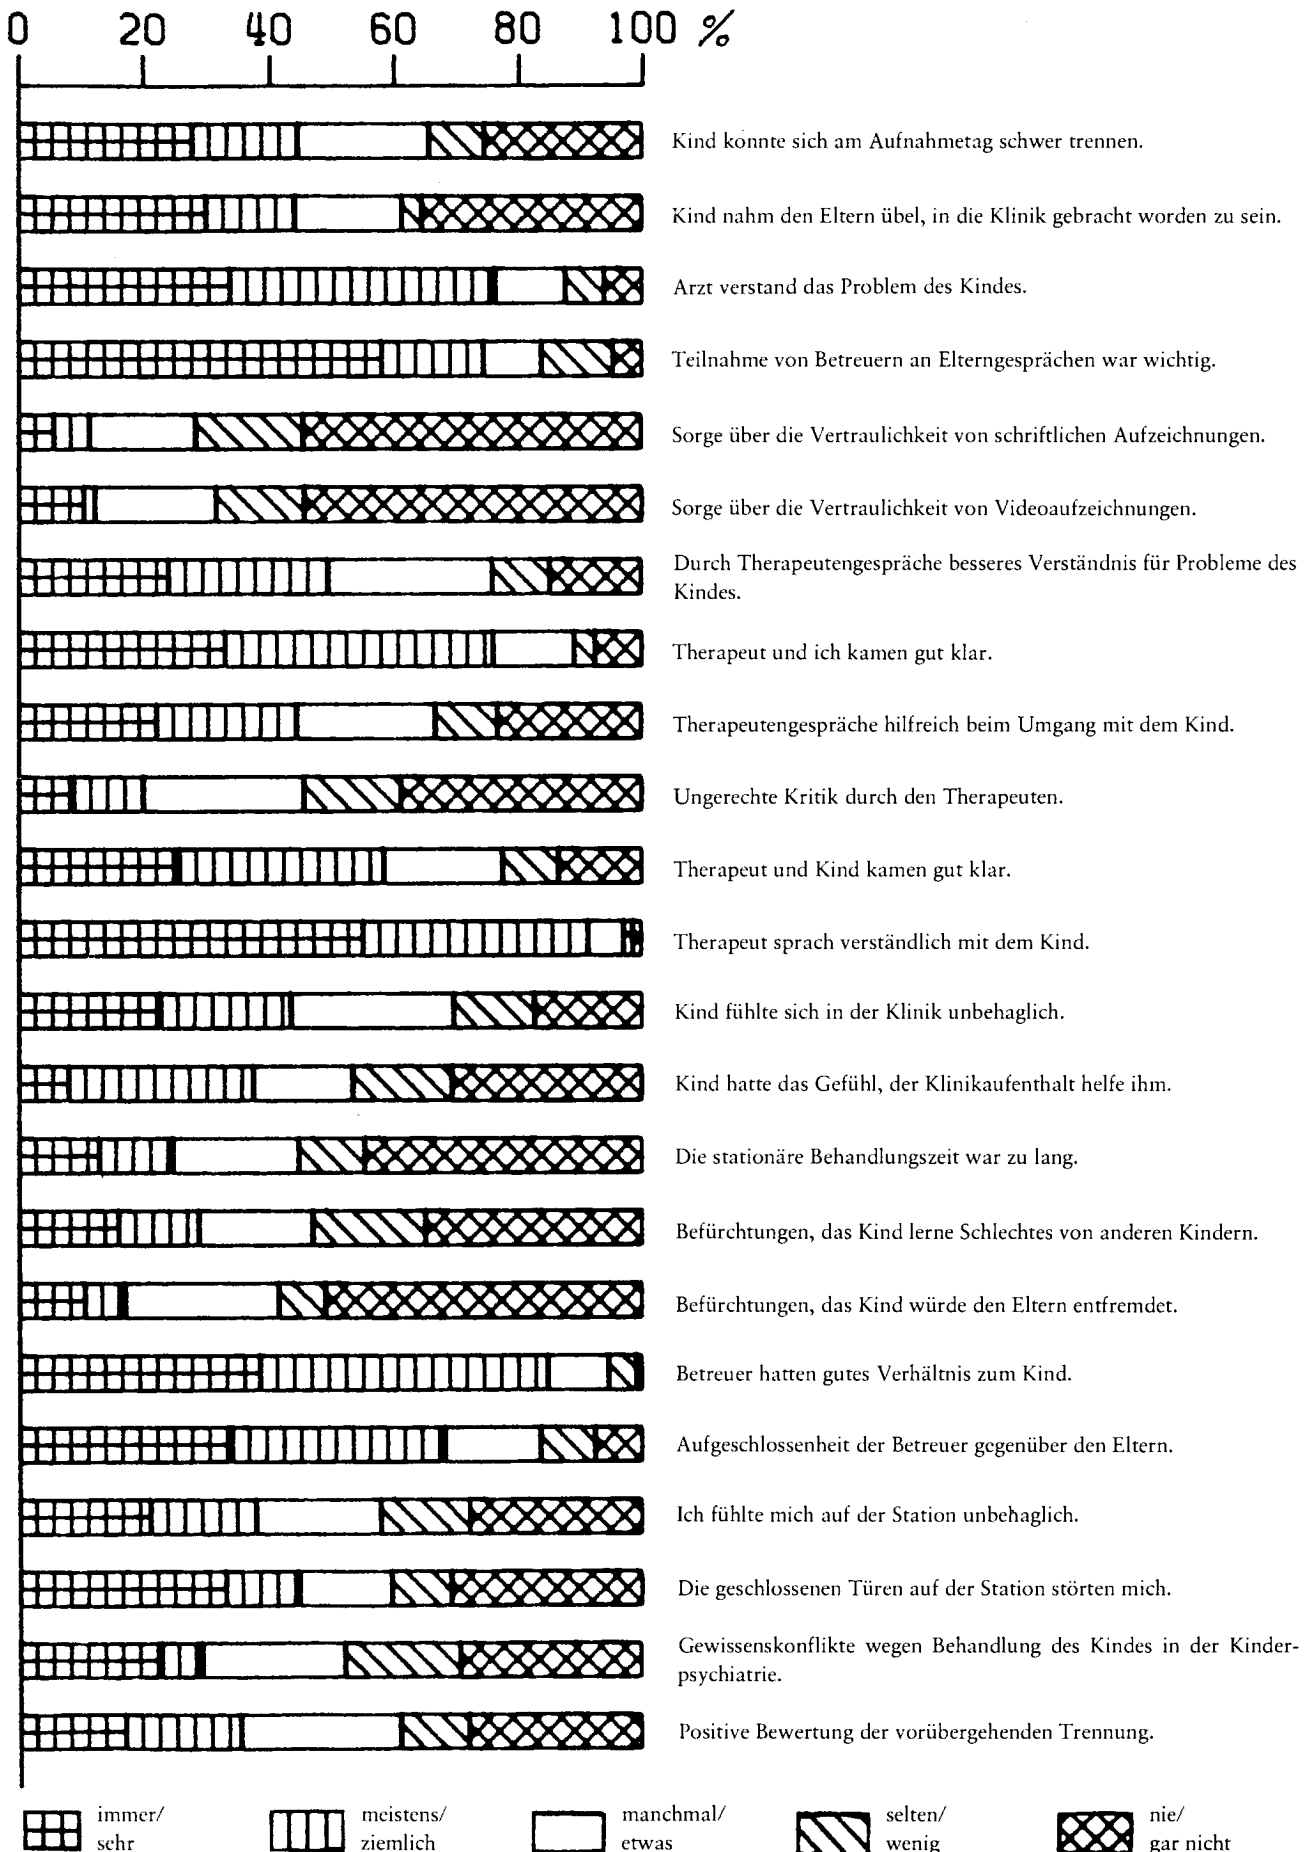 0 20 40 60 80 100 %
Kind konnte sich am Aufnahmetag schwer trennen.
Kind nahm den Eltern übel, in die Klinik gebracht worden zu sein.
Arzt verstand das Problem des Kindes.
Teilnahme von Betreuern an Elterngesprächen war wichtig.
Sorge über die Vertraulichkeit von schriftlichen Aufzeichnungen.
Sorge über die Vertraulichkeit von Videoaufzeichnungen.
Durch Therapeutengespräche besseres Verständnis für Probleme des
Kindes.
Therapeut und ich kamen gut klar.
Therapeutengespräche hilfreich beim Umgang mit dem Kind.
Ungerechte Kritik durch den Therapeuten.
Therapeut und Kind kamen gut klar.
Therapeut sprach verständlich mit dem Kind.
Kind fühlte sich in der Klinik unbehaglich.
Kind hatte das Gefühl, der Klinikaufenthalt helfe ihm.
Die stationäre Behandlungszeit war zu lang.
Befürchtungen, das Kind lerne Schlechtes von anderen Kindern.
Befürchtungen, das Kind würde den Eltern entfremdet.
Betreuer hatten gutes Verhältnis zum Kind.
Aufgeschlossenheit der Betreuer gegenüber den Eltern.
Ich fühlte mich auf der Station unbehaglich.
Die geschlossenen Türen auf der Station störten mich.
Gewissenskonflikte wegen Behandlung des Kindes in der Kinder-
psychiatrie.
Positive Bewertung der vorübergehenden Trennung.
immer/ meistens/ manchmal/ selten/ nie/
sehr ziemlich etwas wenig gar nicht